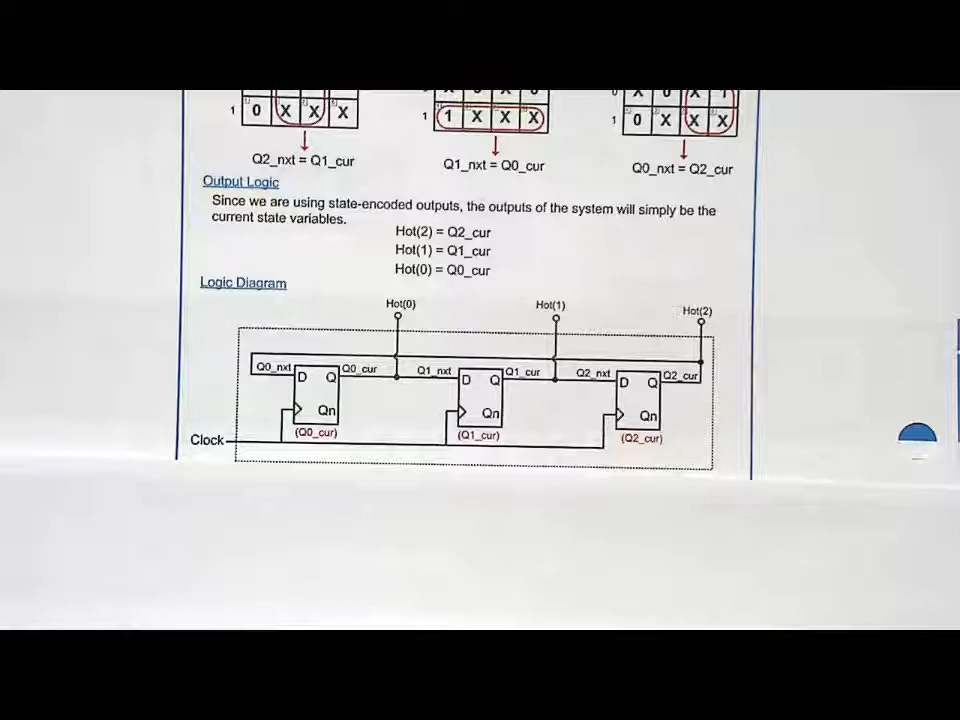 0 X 0 X 1
1 0 X X X
1 1 X X X
1 0 X X X
Q2_nxt = Q1_cur
Q1_nxt = Q0_cur
Q0_nxt = Q2_cur
Output Logic
Since we are using state-encoded outputs, the outputs of the system will simply be the
current state variables.
Hot(2) = Q2_cur
Hot(1) = Q1_cur
Hot(0) = Q0_cur
Logic Diagram
Hot(0) Hot(1) Hot(2)
Q0_nxt D Q Q0_cur Q1_nxt D Q Q1_cur Q2_nxt D Q Q2_cur
Qn Qn Qn
(Q0_cur) (Q1_cur) (Q2_cur)
Clock